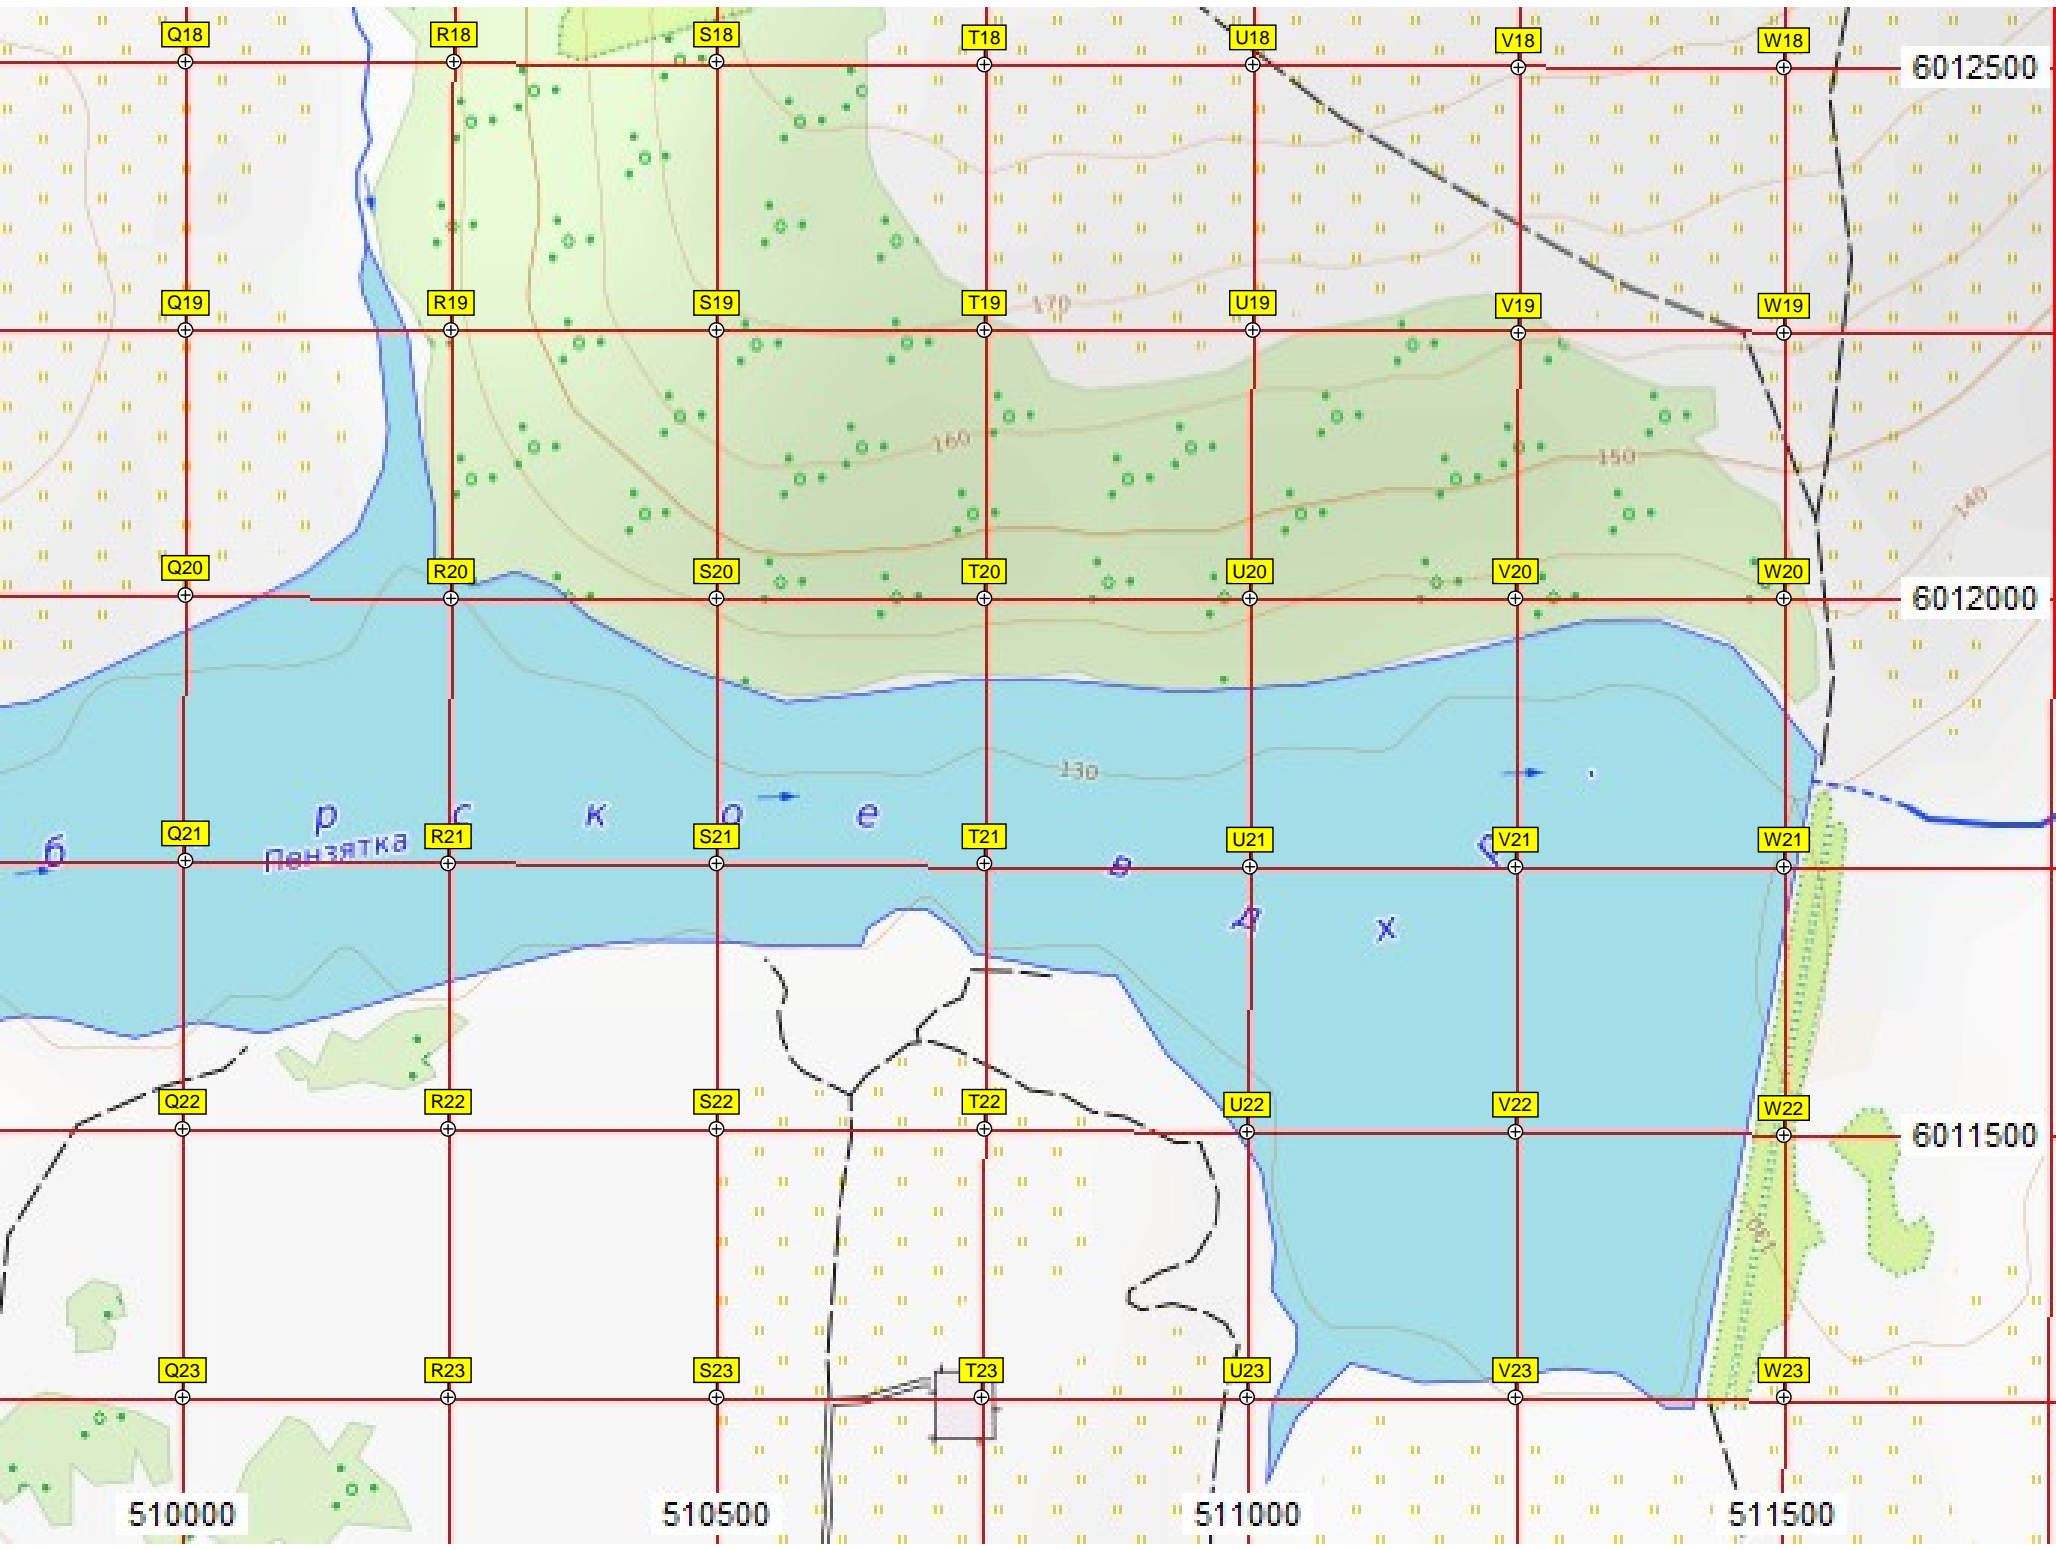 Q18 R18 S18 T18 U18 V18 W18
6012500
170
Q19 R19 S19 T19 U19 V19 W19
160
150
140
Q20 R20 S20 T20 U20 V20 W20
6012000
130
б р с к о е
Пензятка
Q21 R21 S21 T21 U21 V21 W21
в
х
Q22 R22 S22 T22 U22 V22 W22
6011500
130
Q23 R23 S23 T23 U23 V23 W23
510000 510500 511000 511500